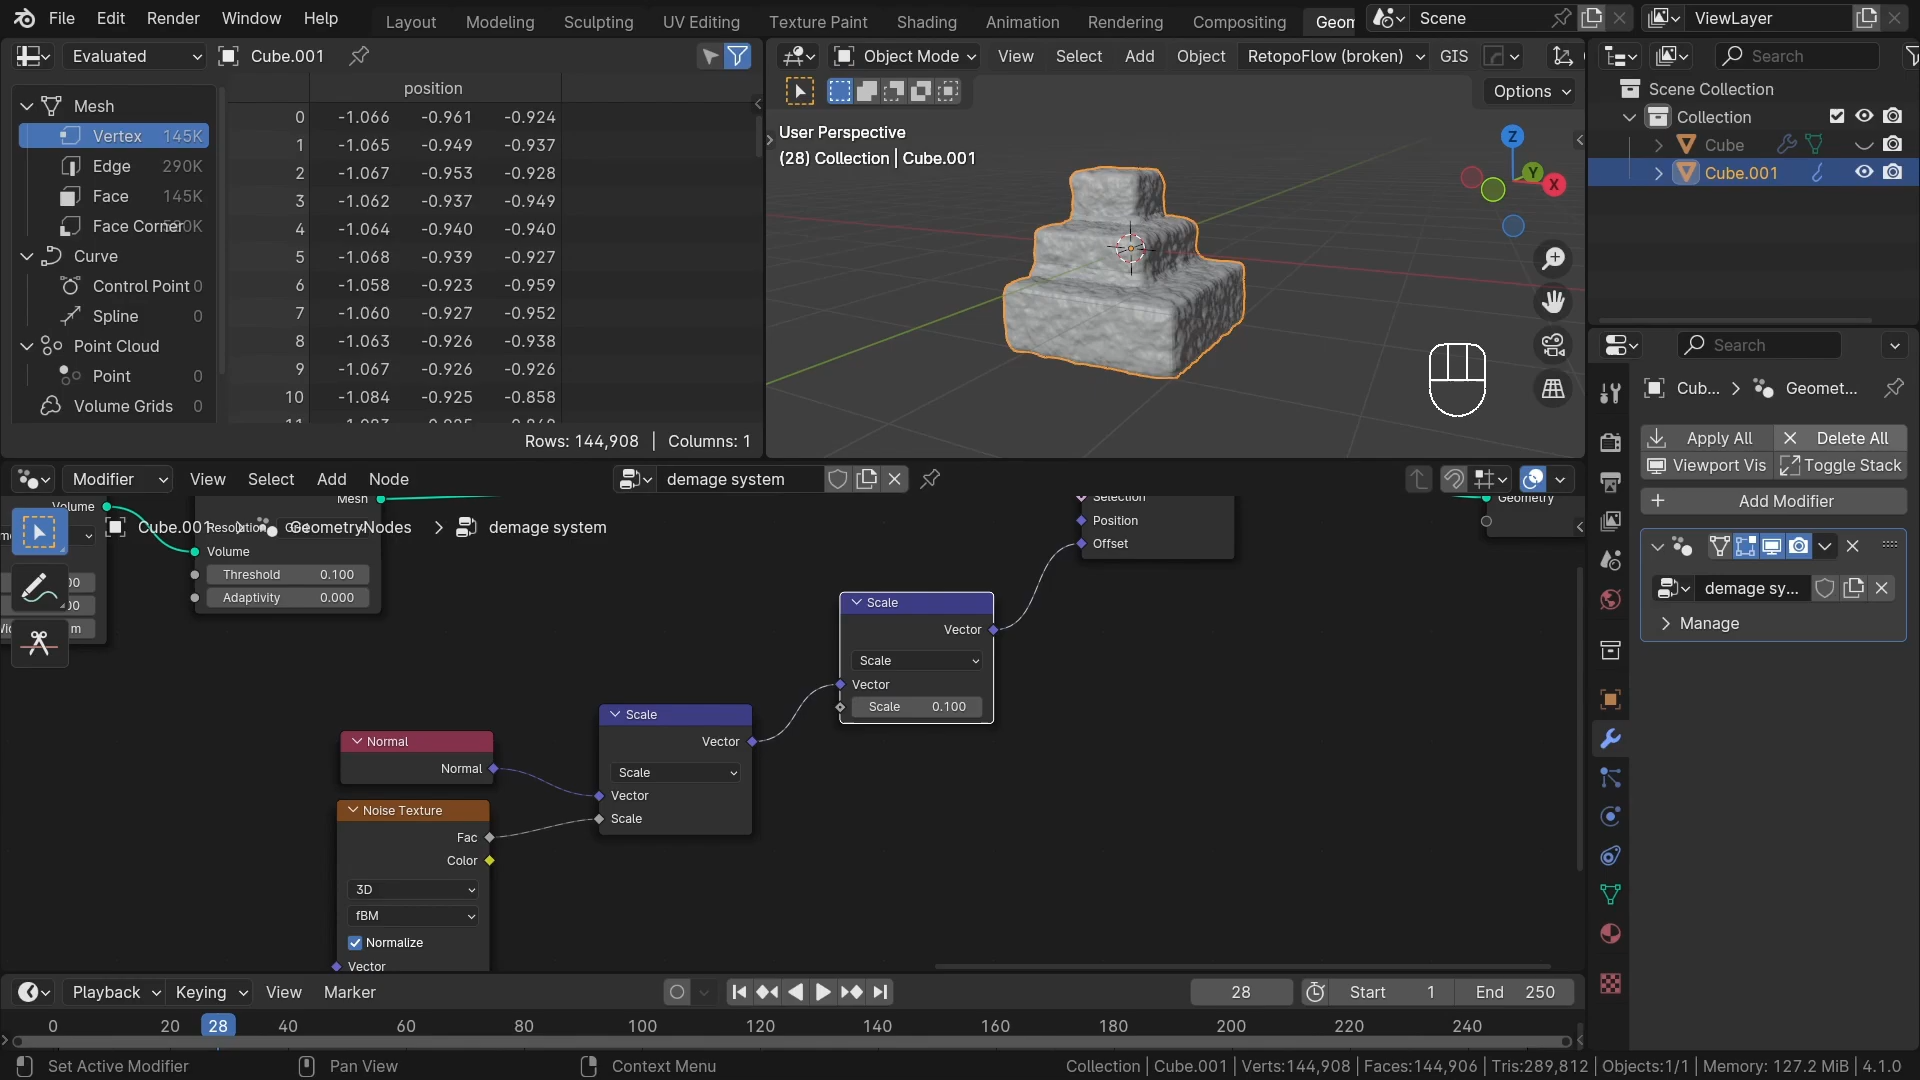 File Edit Render Window Help
Layout Modeling Sculpting UV Editing Texture Paint Shading Animation Rendering Compositing Geom
Scene
ViewLayer
Evaluated Cube.001
Object Mode View Select Add Object RetopoFlow (broken) GIS
Search
position
Options
Mesh
Vertex 145K
Edge 290K
Face 145K
Face Corner
Curve
Control Point 0
Spline 0
Point Cloud
Point 0
Volume Grids 0
0 -1.066 -0.961 -0.924
1 -1.065 -0.949 -0.937
2 -1.067 -0.953 -0.928
3 -1.062 -0.937 -0.949
4 -1.064 -0.940 -0.940
5 -1.068 -0.939 -0.927
6 -1.058 -0.923 -0.959
7 -1.060 -0.927 -0.952
8 -1.063 -0.926 -0.938
9 -1.067 -0.926 -0.926
10 -1.084 -0.925 -0.858
Rows: 144,908 | Columns: 1
User Perspective
(28) Collection | Cube.001
Z
Y
X
Scene Collection
Collection
Cube
Cube.001
Search
Cub... > Geomet...
Apply All Delete All
Viewport Vis Toggle Stack
Add Modifier
demage sy...
Manage
Modifier View Select Add Node demage system
Volume
Mesh
Selection
Geometry
Cube.001 GeometryNodes > demage system
Resolution Grid
Volume
Threshold 0.100
Adaptivity 0.000
Position
Offset
Scale
Vector
Scale
Vector
Scale 0.100
Scale
Vector
Scale
Vector
Scale
Normal
Normal
Noise Texture
Fac
Color
3D
fBM
Normalize
Vector
Playback Keying View Marker
28 Start 1 End 250
0 20 28 40 60 80 100 120 140 160 180 200 220 240
Set Active Modifier Pan View Context Menu
Collection | Cube.001 | Verts:144,908 | Faces:144,906 | Tris:289,812 | Objects:1/1 | Memory: 127.2 MiB | 4.1.0